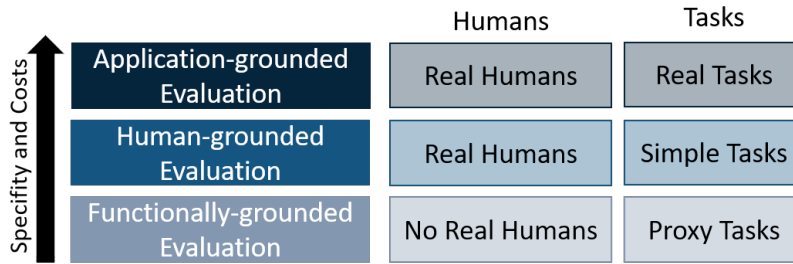 Humans
Tasks
Specifity and Costs
Application-grounded
Evaluation
Real Humans
Real Tasks
Human-grounded
Evaluation
Real Humans
Simple Tasks
Functionally-grounded
Evaluation
No Real Humans
Proxy Tasks